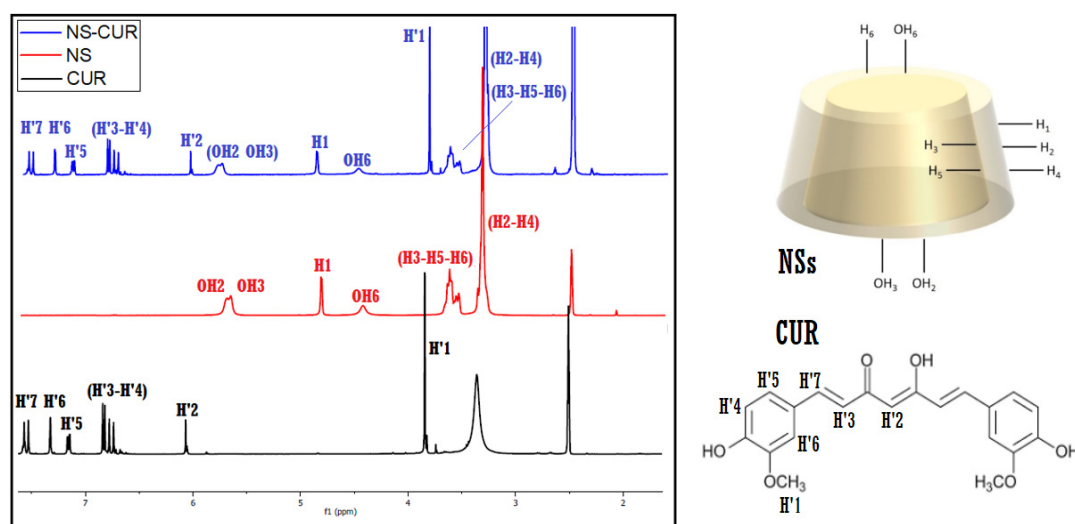 NS-CUR
NS
CUR
H'1
(H2-H4)
(H3-H5-H6)
H'7 H'6 H'5 (H'3-H'4) H'2 (OH2 OH3) H1 OH6
(H2-H4)
(H3-H5-H6)
OH2 OH3 H1 OH6
H'1
H'7 H'6 H'5 (H'3-H'4) H'2
7 6 5 4 3 2
f1 (ppm)
H6 OH6
H1
H3 H2
H5 H4
NSs
OH3 OH2
CUR
O OH
H'5 H'7
H'4 H'3 H'2
H'6
HO OH
OCH3 H3CO
H'1